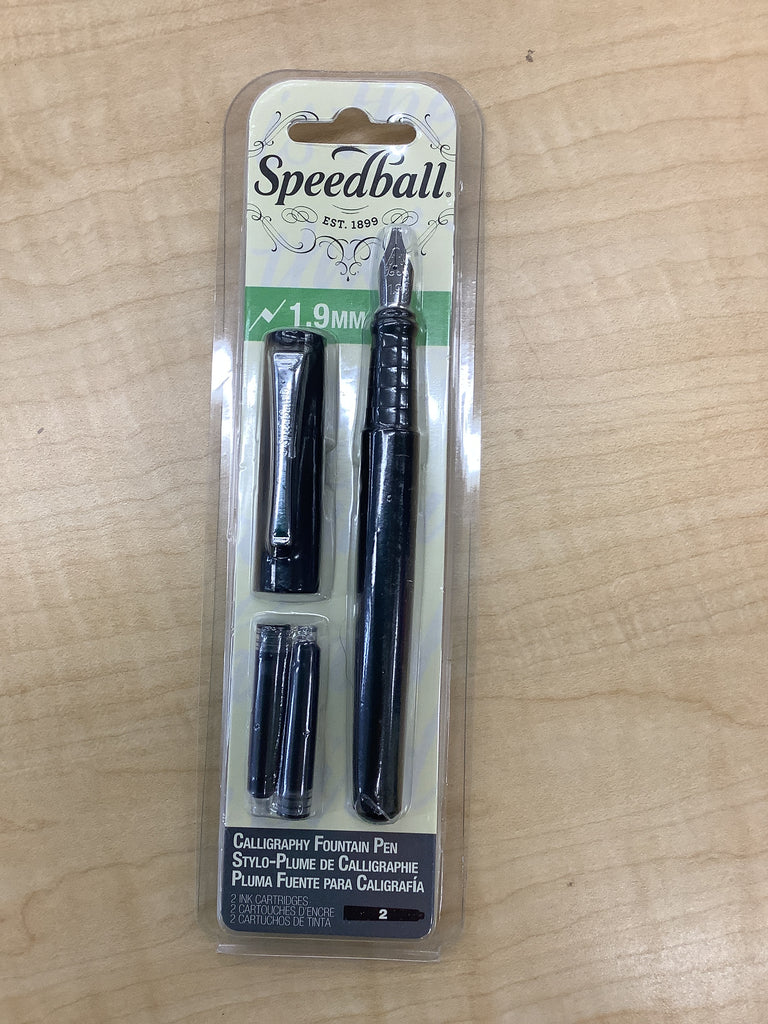 Speedball®
EST. 1899
1.9MM
Speedball
CALLIGRAPHY FOUNTAIN PEN
STYLO-PLUME DE CALLIGRAPHIE
PLUMA FUENTE PARA CALIGRAFÍA
2 INK CARTRIDGES
2 CARTOUCHES D'ENCRE
2 CARTUCHOS DE TINTA
2